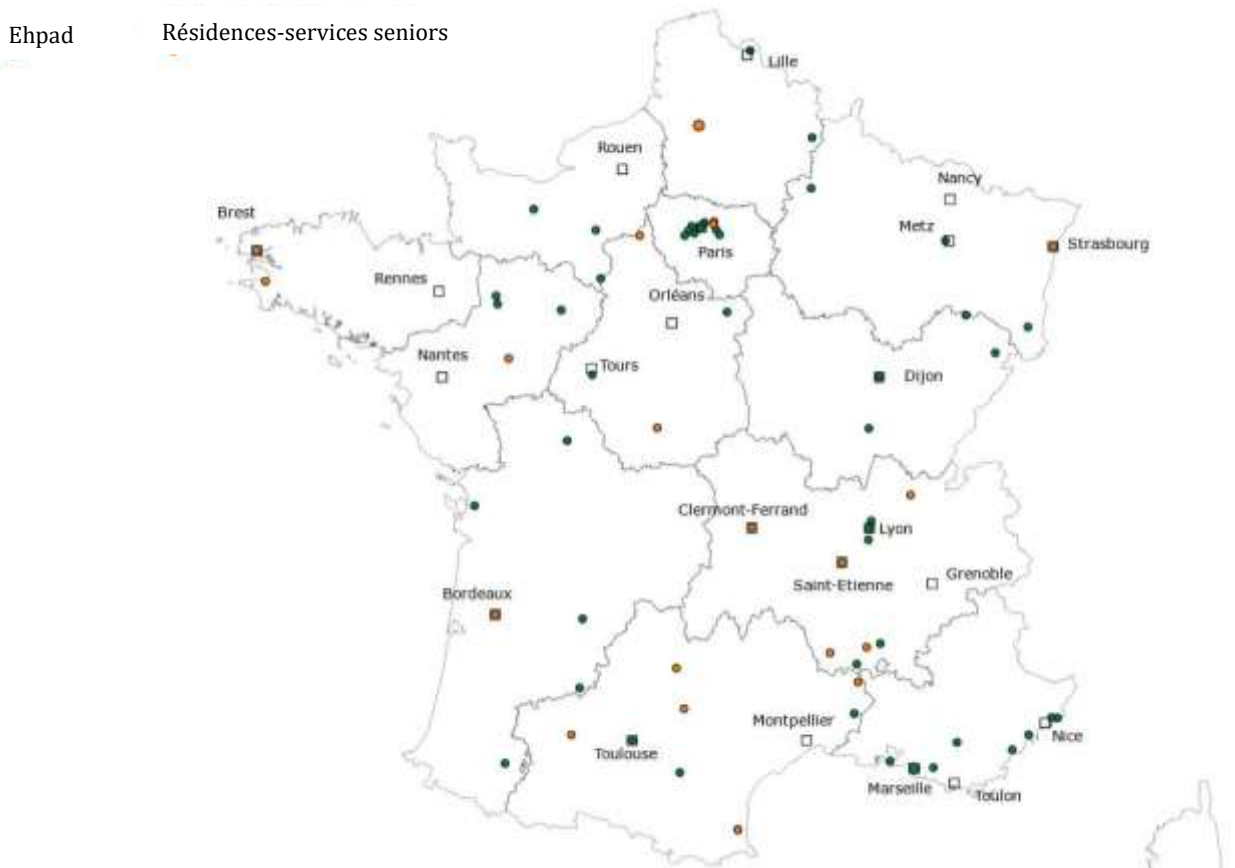 Ehpad
Résidences-services seniors
Lille
Rouen
Nancy
Brest
Metz
Strasbourg
Paris
Rennes
Orléans
Nantes
Tours
Dijon
Clermont-Ferrand
Lyon
Saint-Etienne
Grenoble
Bordeaux
Montpellier
Toulouse
Nice
Marseille
Toulon